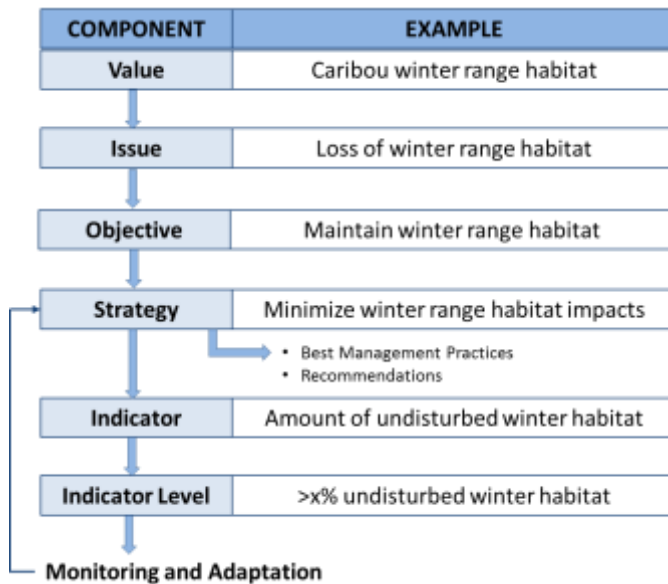 COMPONENT EXAMPLE
Value Caribou winter range habitat
Issue Loss of winter range habitat
Objective Maintain winter range habitat
Strategy Minimize winter range habitat impacts
• Best Management Practices
• Recommendations
Indicator Amount of undisturbed winter habitat
Indicator Level >x% undisturbed winter habitat
Monitoring and Adaptation